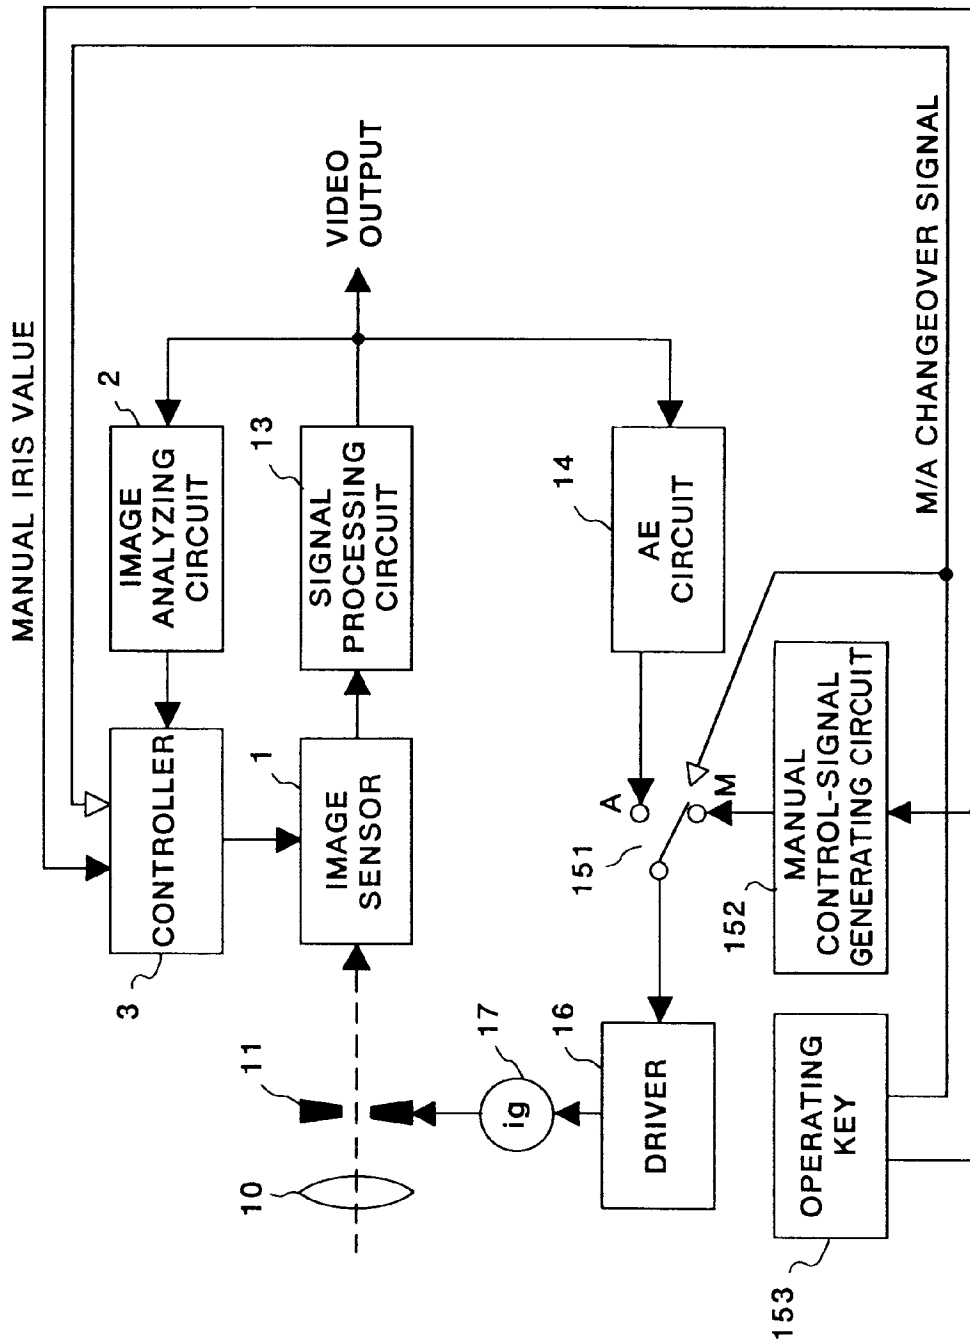 MANUAL IRIS VALUE
2
IMAGE
ANALYZING
CIRCUIT
CONTROLLER
3
VIDEO
OUTPUT
13
SIGNAL
PROCESSING
CIRCUIT
1
IMAGE
SENSOR
11
10
17
ig
16
DRIVER
14
AE
CIRCUIT
A
M
151
152
MANUAL
CONTROL-SIGNAL
GENERATING CIRCUIT
M/A CHANGEOVER SIGNAL
153
OPERATING
KEY